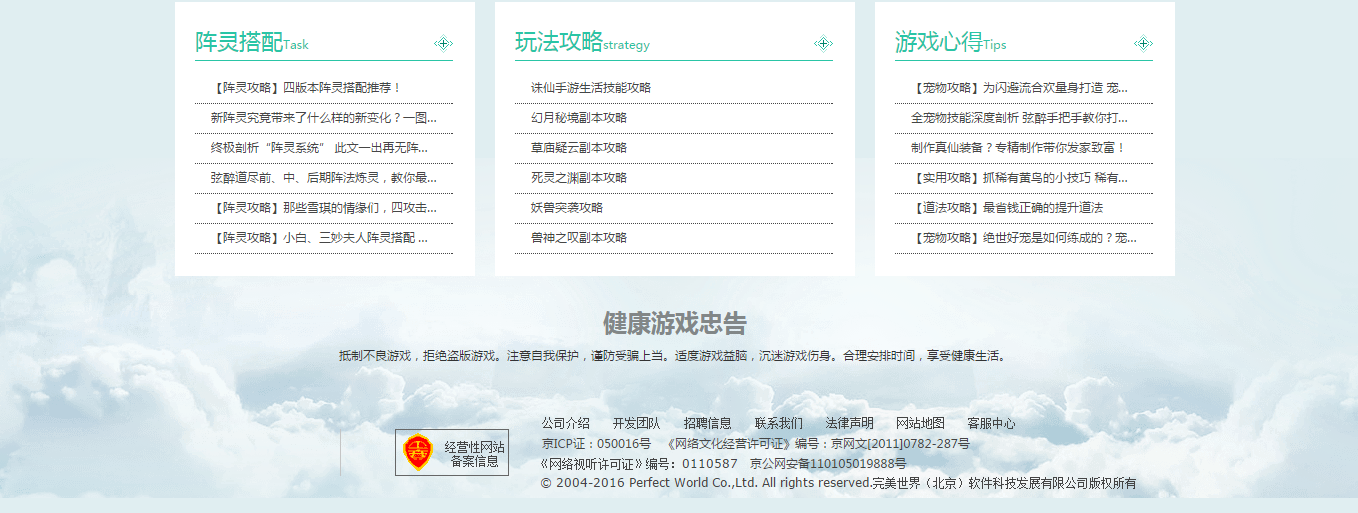 阵灵搭配Task
【阵灵攻略】四版本阵灵搭配推荐！
新阵灵究竟带来了什么样的新变化？一图...
终极剖析“阵灵系统” 此文一出再无阵...
弦醉道尽前、中、后期阵法炼灵，教你最...
【阵灵攻略】那些雪琪的情缘们，四攻击...
【阵灵攻略】小白、三妙夫人阵灵搭配 ...
玩法攻略strategy
诛仙手游生活技能攻略
幻月秘境副本攻略
草庙疑云副本攻略
死灵之渊副本攻略
妖兽突袭攻略
兽神之叹副本攻略
游戏心得Tips
【宠物攻略】为闪避流合欢量身打造 宠...
全宠物技能深度剖析 弦醉手把手教你打...
制作真仙装备？专精制作带你发家致富！
【实用攻略】抓稀有黄鸟的小技巧 稀有...
【道法攻略】最省钱正确的提升道法
【宠物攻略】绝世好宠是如何练成的？宠...
健康游戏忠告
抵制不良游戏，拒绝盗版游戏。注意自我保护，谨防受骗上当。适度游戏益脑，沉迷游戏伤身。合理安排时间，享受健康生活。
经营性网站
备案信息
公司介绍 开发团队 招聘信息 联系我们 法律声明 网站地图 客服中心
京ICP证：050016号 《网络文化经营许可证》编号：京网文[2011]0782-287号
《网络视听许可证》编号：0110587 京公网安备110105019888号
© 2004-2016 Perfect World Co.,Ltd. All rights reserved.完美世界（北京）软件科技发展有限公司版权所有